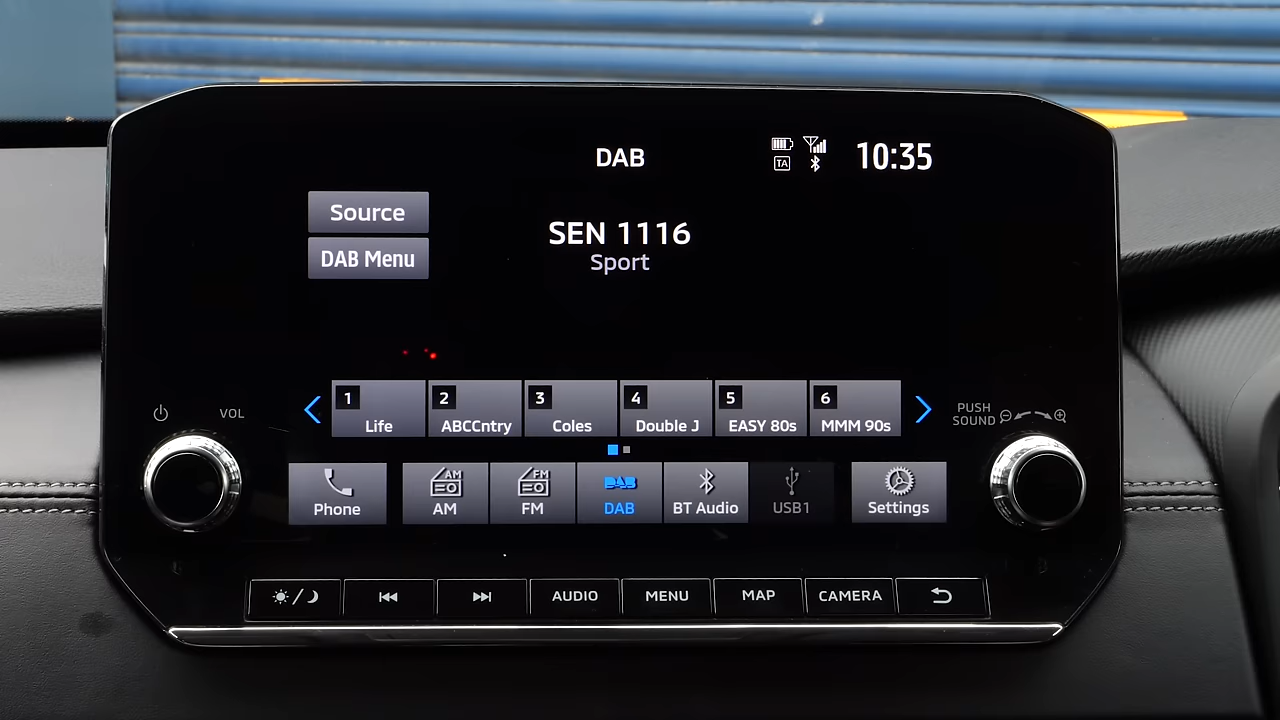 DAB
TA
10:35
Source
DAB Menu
SEN 1116
Sport
1
Life
2
ABCCntry
3
Coles
4
Double J
5
EASY 80s
6
MMM 90s
VOL
PUSH
SOUND
Phone
AM
AM
FM
FM
DAB
DAB
BT Audio
USB1
Settings
AUDIO
MENU
MAP
CAMERA